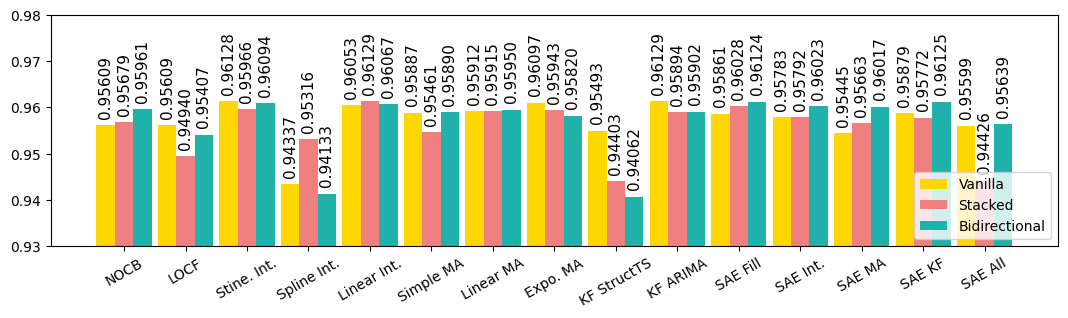 0.98
0.97
0.96
0.95
0.94
0.93
0.95609
0.95679
0.95961
0.95609
0.94940
0.95407
0.96128
0.95966
0.96094
0.94337
0.95316
0.94133
0.96053
0.96129
0.96067
0.95887
0.95461
0.95890
0.95912
0.95915
0.95950
0.96097
0.95943
0.95820
0.95493
0.94403
0.94062
0.96129
0.95894
0.95902
0.95861
0.96028
0.96124
0.95783
0.95792
0.96023
0.95445
0.95663
0.96017
0.95879
0.95772
0.96125
0.95599
0.94426
0.95639
Vanilla
Stacked
Bidirectional
NOCB
LOCF
Stine. Int.
Spline Int.
Linear Int.
Simple MA
Linear MA
Expo. MA
KF StructTS
KF ARIMA
SAE Fill
SAE Int.
SAE MA
SAE KF
SAE All